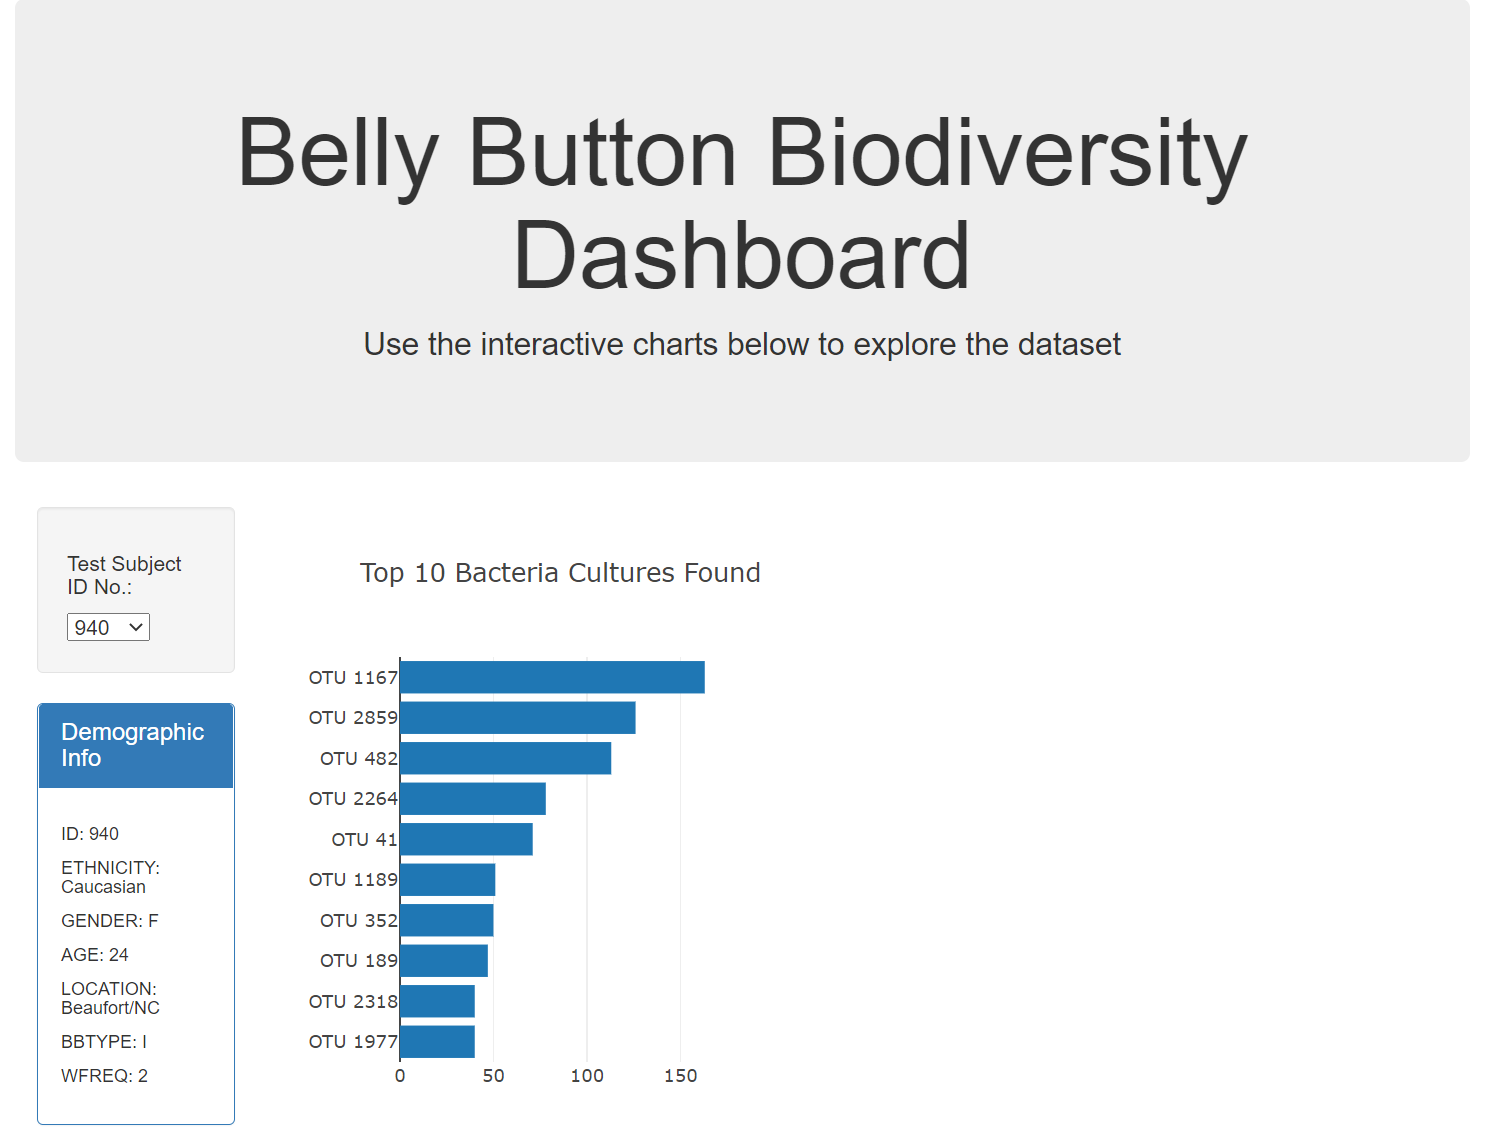 Belly Button Biodiversity
Dashboard
Use the interactive charts below to explore the dataset
Test Subject
ID No.:
940
Demographic
Info
ID: 940
ETHNICITY:
Caucasian
GENDER: F
AGE: 24
LOCATION:
Beaufort/NC
BBTYPE: I
WFREQ: 2
Top 10 Bacteria Cultures Found
OTU 1167
OTU 2859
OTU 482
OTU 2264
OTU 41
OTU 1189
OTU 352
OTU 189
OTU 2318
OTU 1977
0 50 100 150